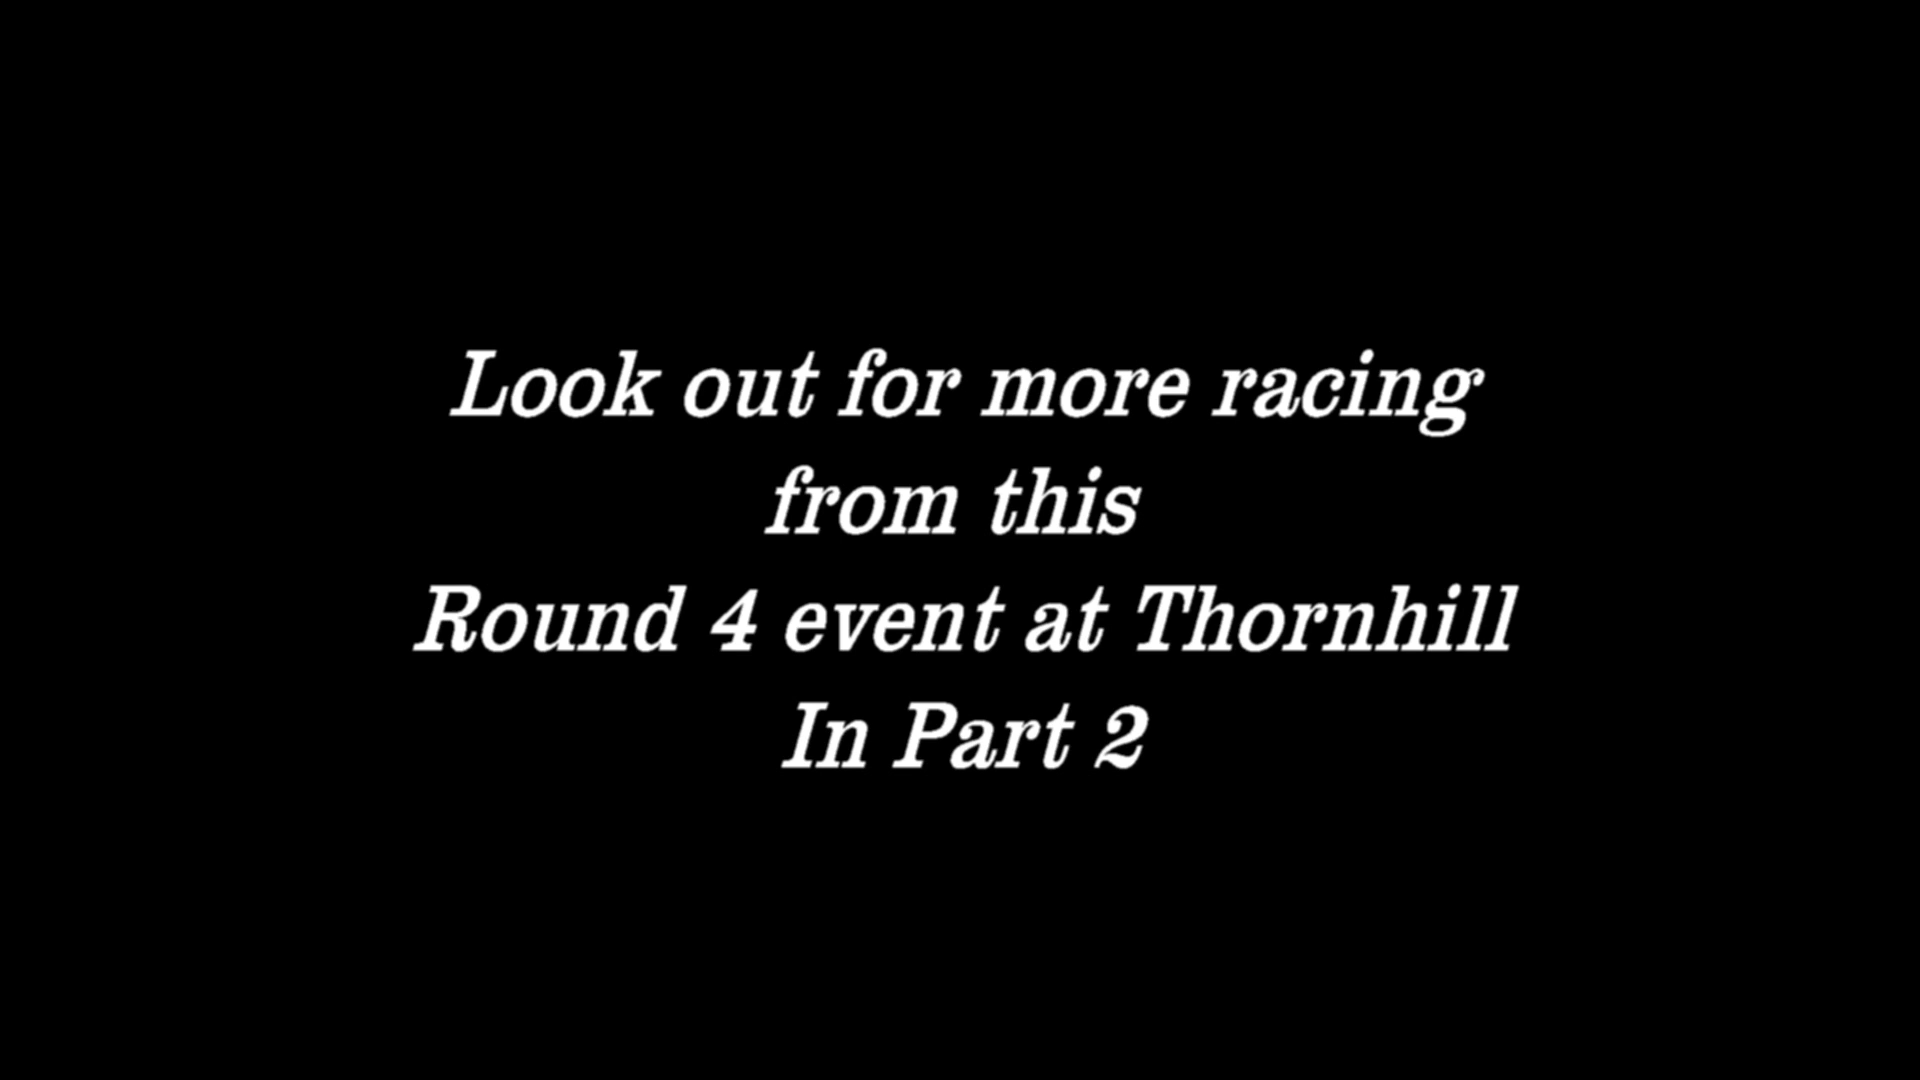 Look out for more racing
from this
Round 4 event at Thornhill
In Part 2